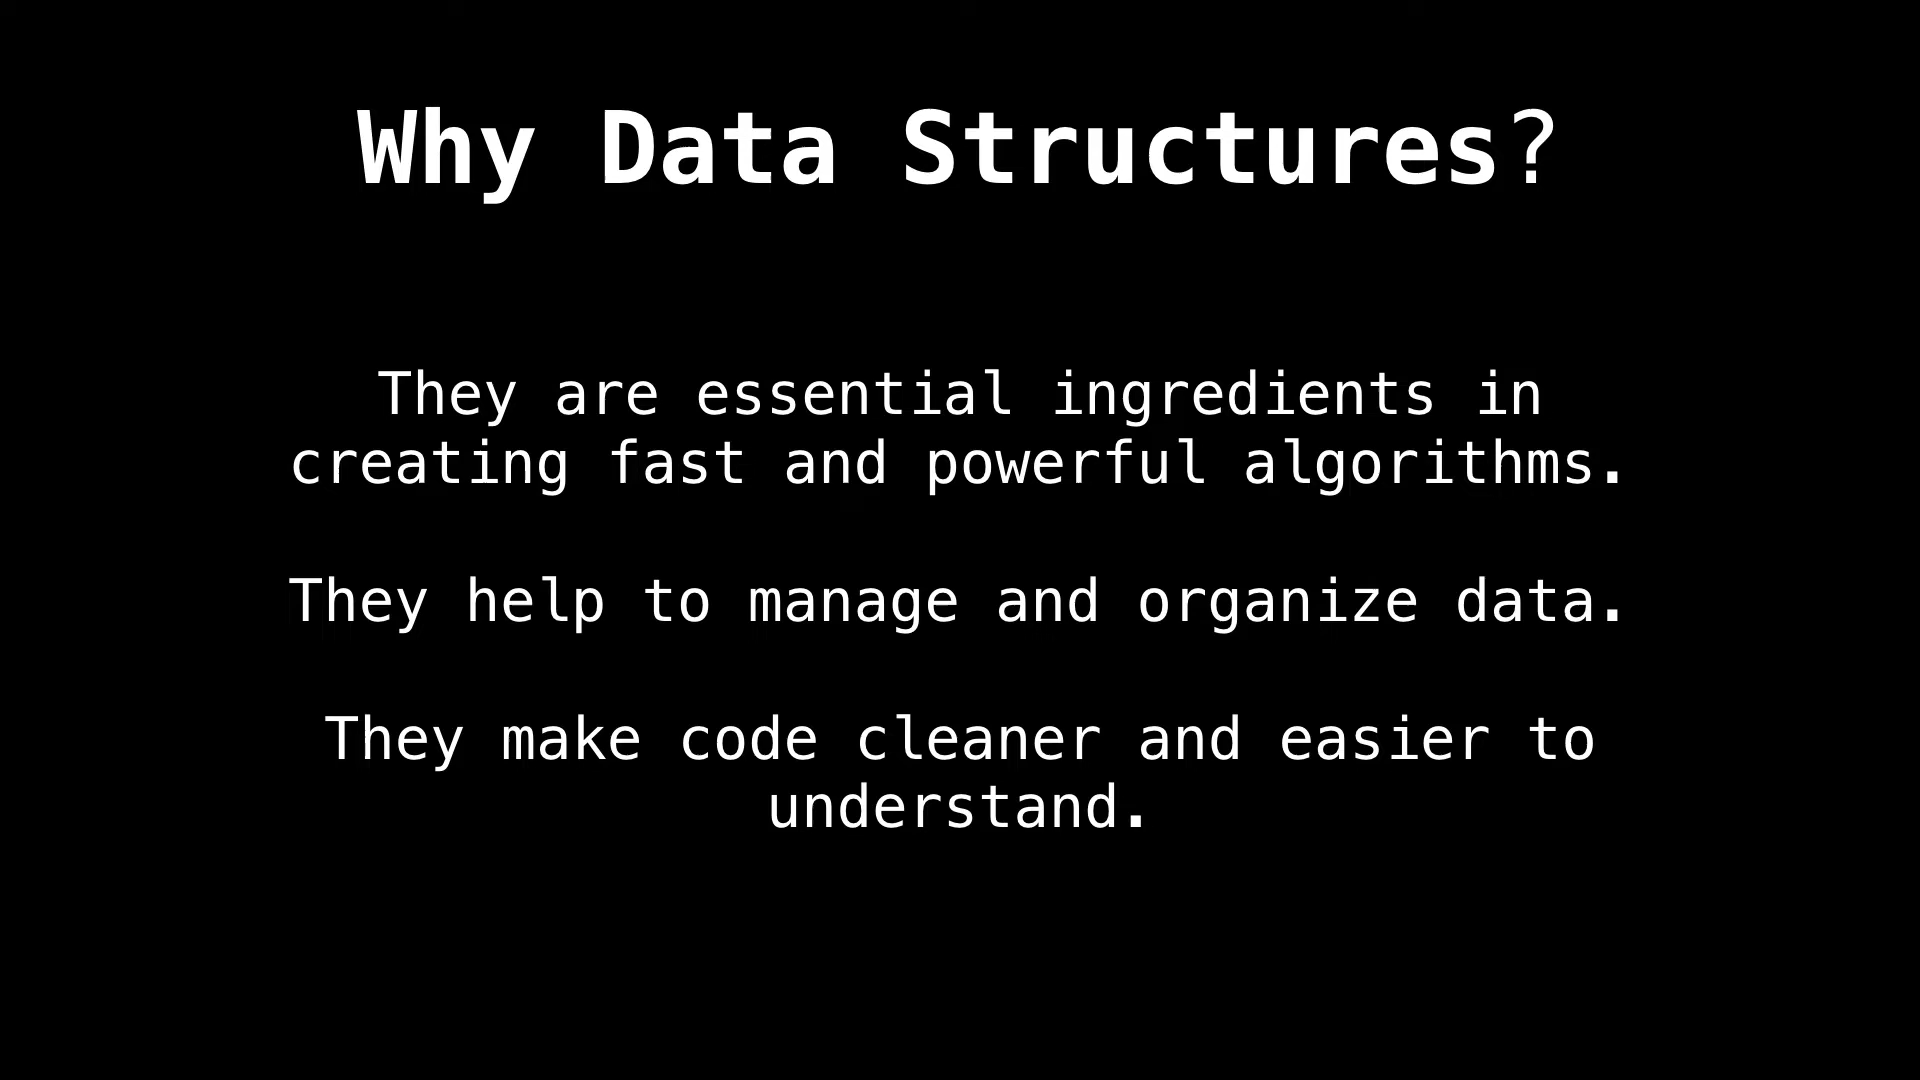 Why Data Structures?
They are essential ingredients in
creating fast and powerful algorithms.
They help to manage and organize data.
They make code cleaner and easier to
understand.